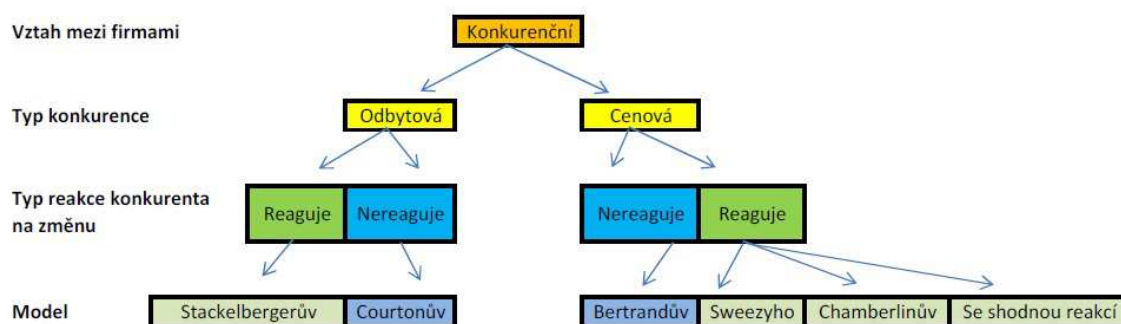 Vztah mezi firmami
Konkurenční
Typ konkurence
Odbytová
Cenová
Typ reakce konkurenta
na změnu
Reaguje
Nereaguje
Nereaguje
Reaguje
Model
Stackelbergerův
Courtonův
Bertrandův
Sweezyho
Chamberlinův
Se shodnou reakcí